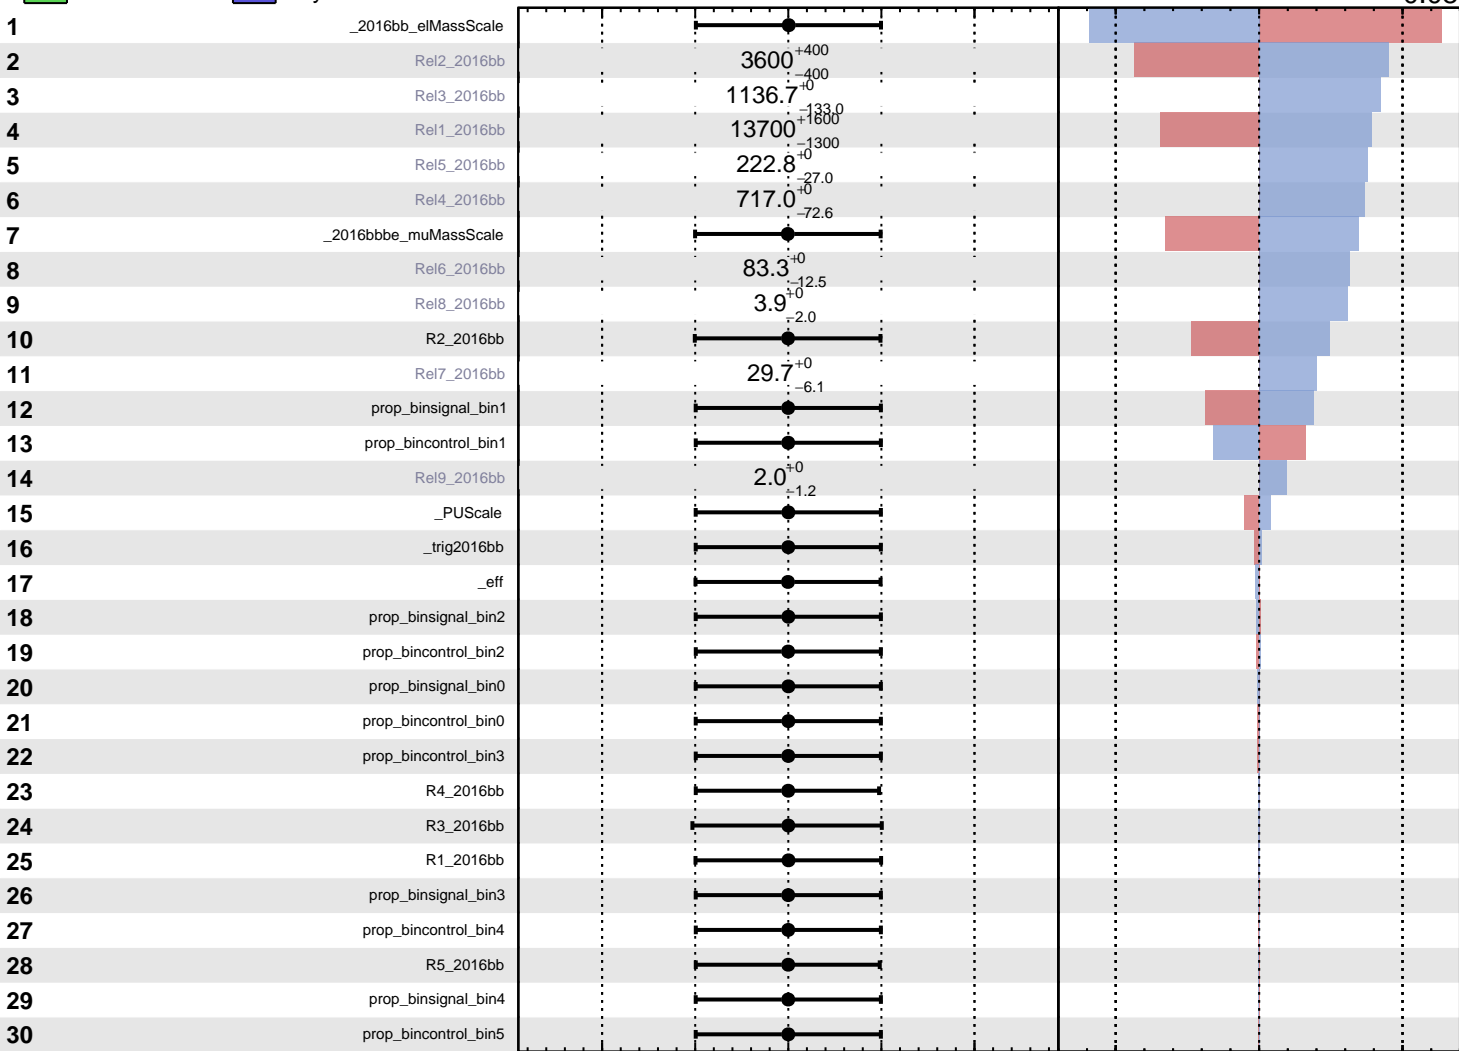 1 _2016bb_elMassScale
2 Rel2_2016bb 3600 +400 −400
3 Rel3_2016bb 1136.7 +0 −133.0
4 Rel1_2016bb 13700 +1600 −1300
5 Rel5_2016bb 222.8 +0 −27.0
6 Rel4_2016bb 717.0 +0 −72.6
7 _2016bbbe_muMassScale
8 Rel6_2016bb 83.3 +0 −12.5
9 Rel8_2016bb 3.9 +0 −2.0
10 R2_2016bb
11 Rel7_2016bb 29.7 +0 −6.1
12 prop_binsignal_bin1
13 prop_bincontrol_bin1
14 Rel9_2016bb 2.0 +0 −1.2
15 _PUScale
16 _trig2016bb
17 _eff
18 prop_binsignal_bin2
19 prop_bincontrol_bin2
20 prop_binsignal_bin0
21 prop_bincontrol_bin0
22 prop_bincontrol_bin3
23 R4_2016bb
24 R3_2016bb
25 R1_2016bb
26 prop_binsignal_bin3
27 prop_bincontrol_bin4
28 R5_2016bb
29 prop_binsignal_bin4
30 prop_bincontrol_bin5